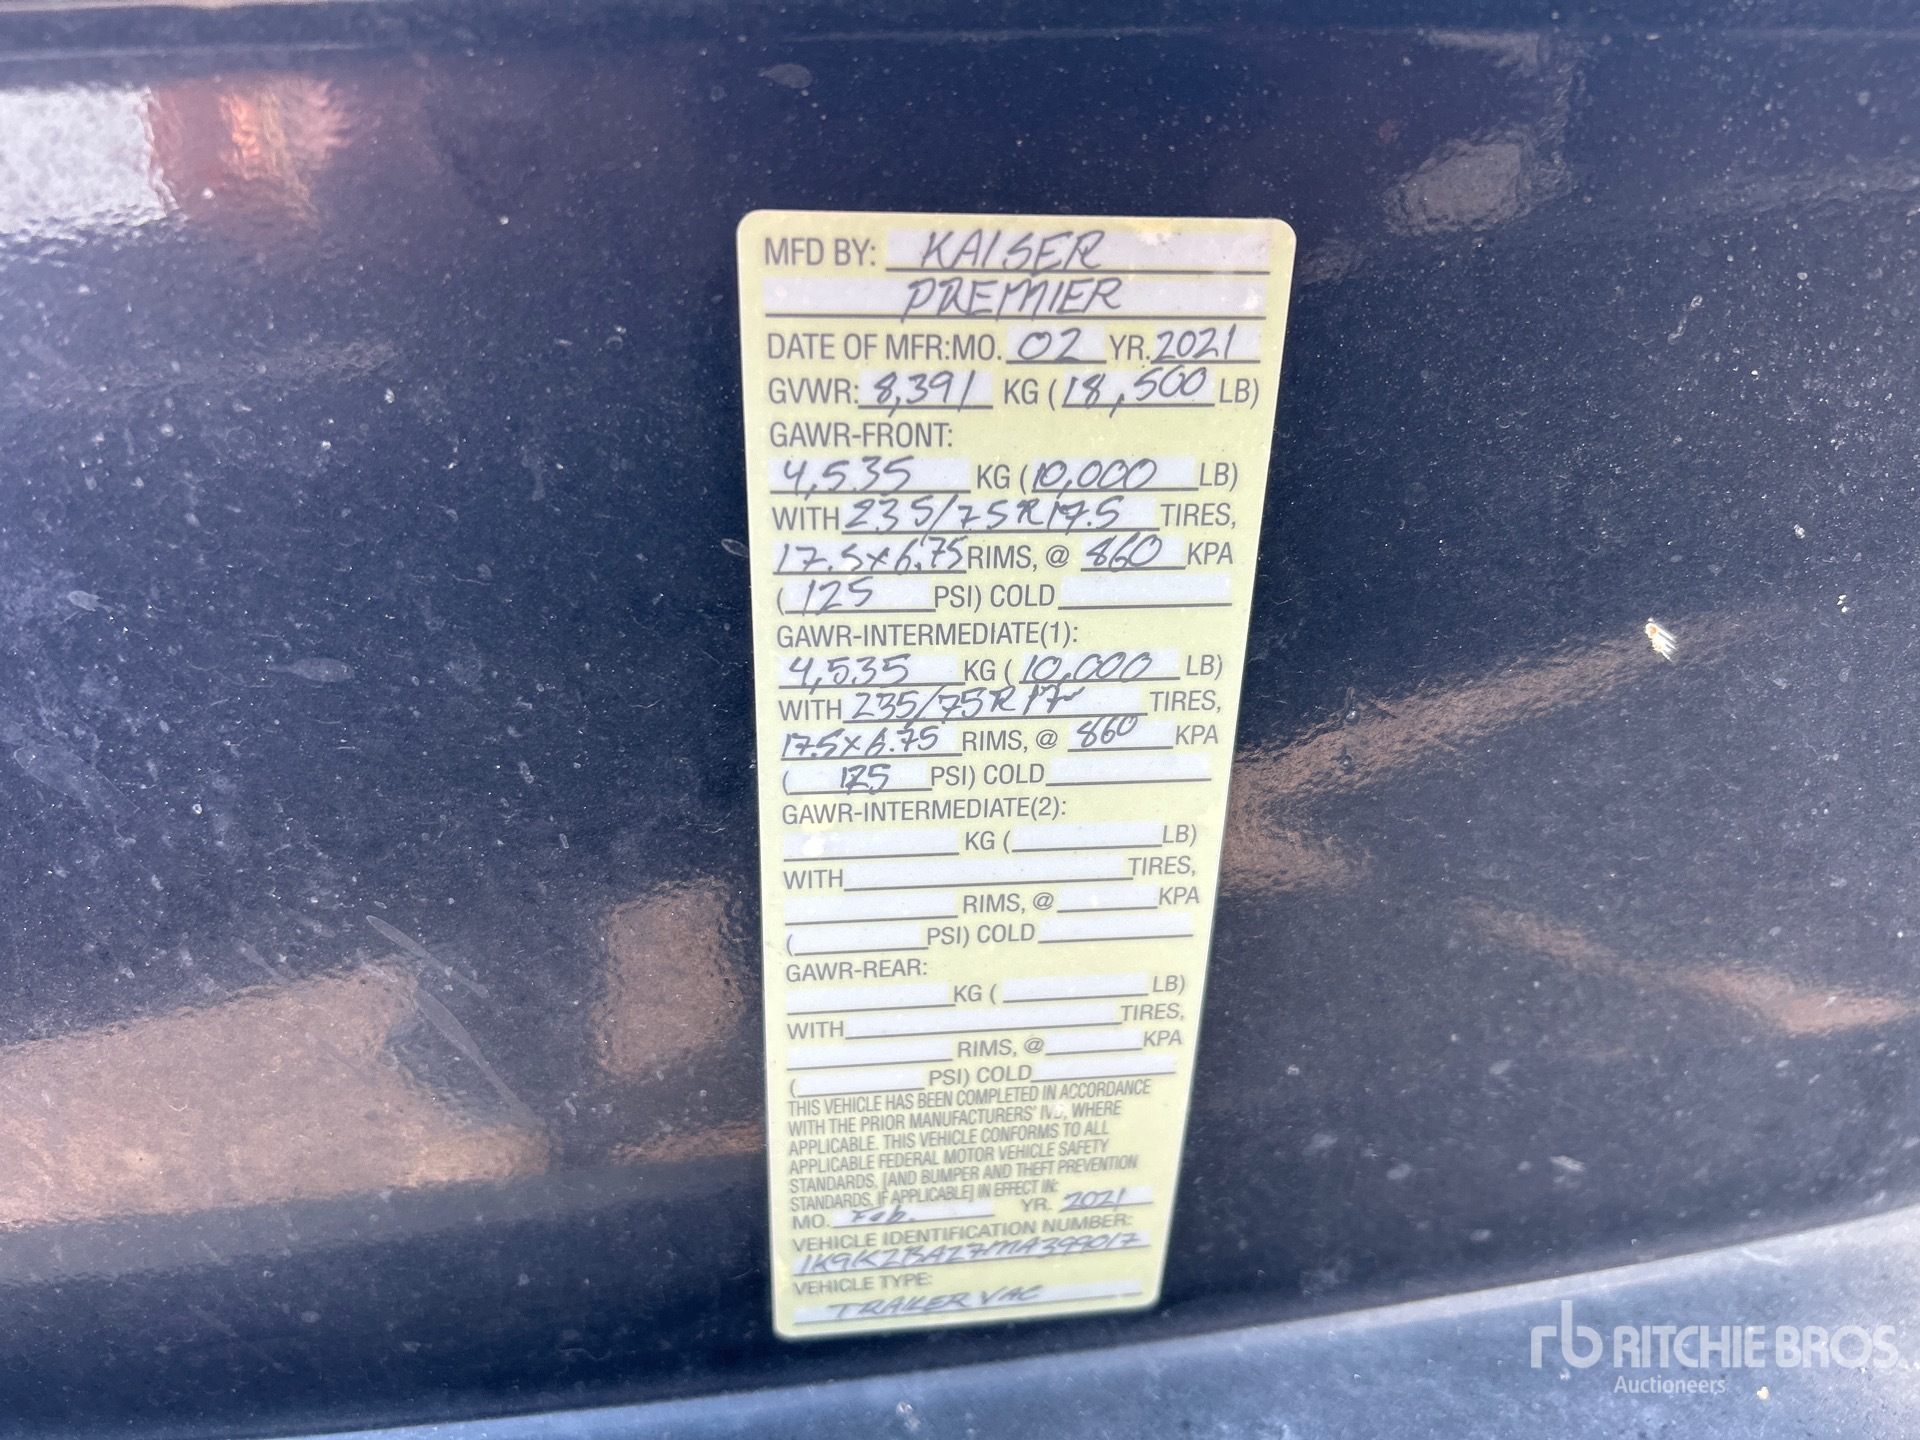 MFD BY: KAISER
PREMIER
DATE OF MFR:MO. 02 YR. 2021
GVWR: 8,391 KG (18,500 LB)
GAWR-FRONT:
4,535 KG (10,000 LB)
WITH 235/75R17.5 TIRES,
17.5x6.75 RIMS, @ 860 KPA
(125 PSI) COLD
GAWR-INTERMEDIATE(1):
4,535 KG (10,000 LB)
WITH 235/75R17 TIRES,
17.5x6.75 RIMS, @ 860 KPA
(125 PSI) COLD
GAWR-INTERMEDIATE(2):
KG ( LB)
WITH TIRES,
RIMS, @ KPA
( PSI) COLD
GAWR-REAR:
KG ( LB)
WITH TIRES,
RIMS, @ KPA
( PSI) COLD
THIS VEHICLE HAS BEEN COMPLETED IN ACCORDANCE
WITH THE PRIOR MANUFACTURERS' IVD, WHERE
APPLICABLE. THIS VEHICLE CONFORMS TO ALL
APPLICABLE FEDERAL MOTOR VEHICLE SAFETY
STANDARDS, [AND BUMPER AND THEFT PREVENTION
STANDARDS, IF APPLICABLE] IN EFFECT IN:
MO. Feb. YR. 2021
VEHICLE IDENTIFICATION NUMBER:
1K9K2BA27MA399017
VEHICLE TYPE:
TRAILER VAC
rb RITCHIE BROS.
Auctioneers